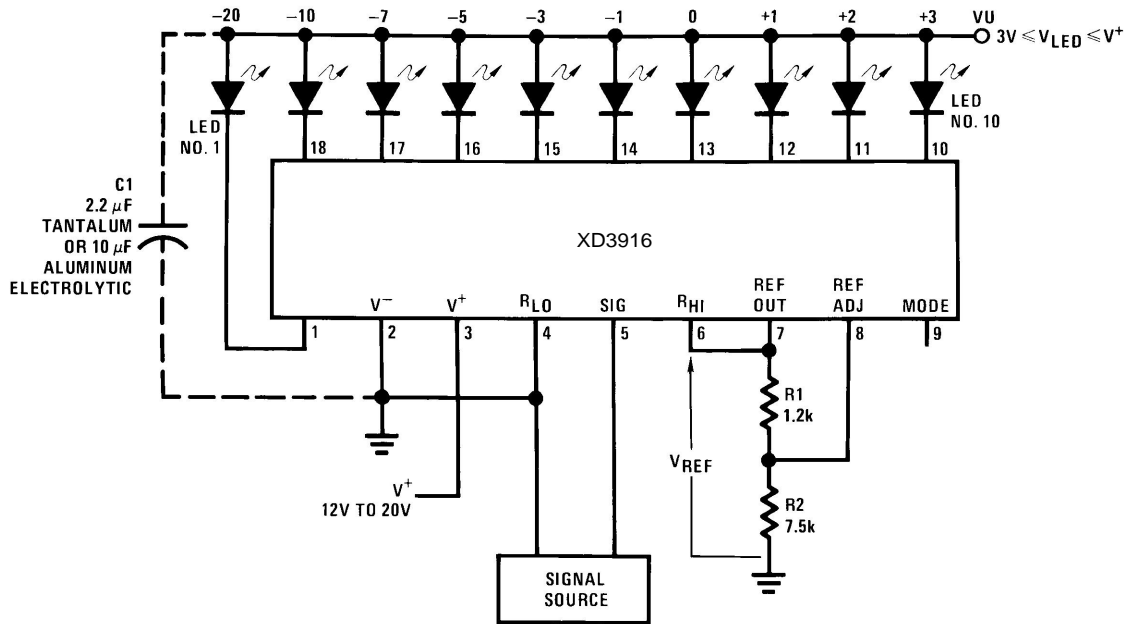 −20 −10 −7 −5 −3 −1 0 +1 +2 +3 VU
3V ≤ VLED ≤ V+
LED
NO. 1
LED
NO. 10
18 17 16 15 14 13 12 11 10
C1
2.2 μF
TANTALUM
OR 10 μF
ALUMINUM
ELECTROLYTIC
XD3916
V− V+ RLO SIG RHI REF OUT REF ADJ MODE
1 2 3 4 5 6 7 8 9
R1
1.2k
VREF
V+
12V TO 20V
R2
7.5k
SIGNAL
SOURCE